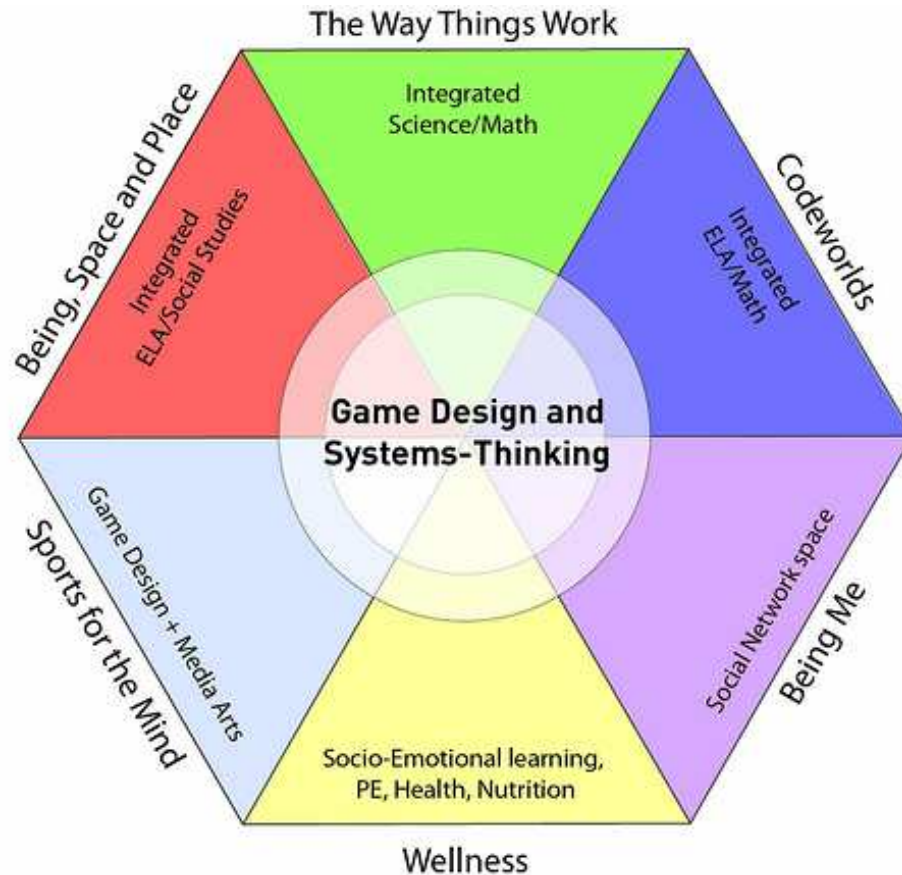 The Way Things Work
Integrated
Science/Math
Being, Space and Place
Integrated
ELA/Social Studies
Codeworlds
Integrated
ELA/Math
Game Design and
Systems-Thinking
Sports for the Mind
Game Design + Media Arts
Social Network space
Being Me
Socio-Emotional learning,
PE, Health, Nutrition
Wellness